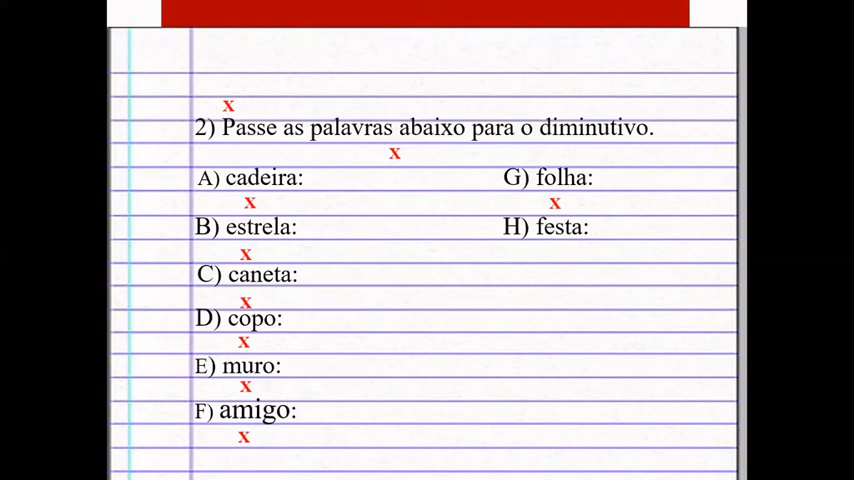 x
2) Passe as palavras abaixo para o diminutivo.
x
A) cadeira:
x
B) estrela:
x
C) caneta:
x
D) copo:
x
E) muro:
x
F) amigo:
x
G) folha:
x
H) festa: